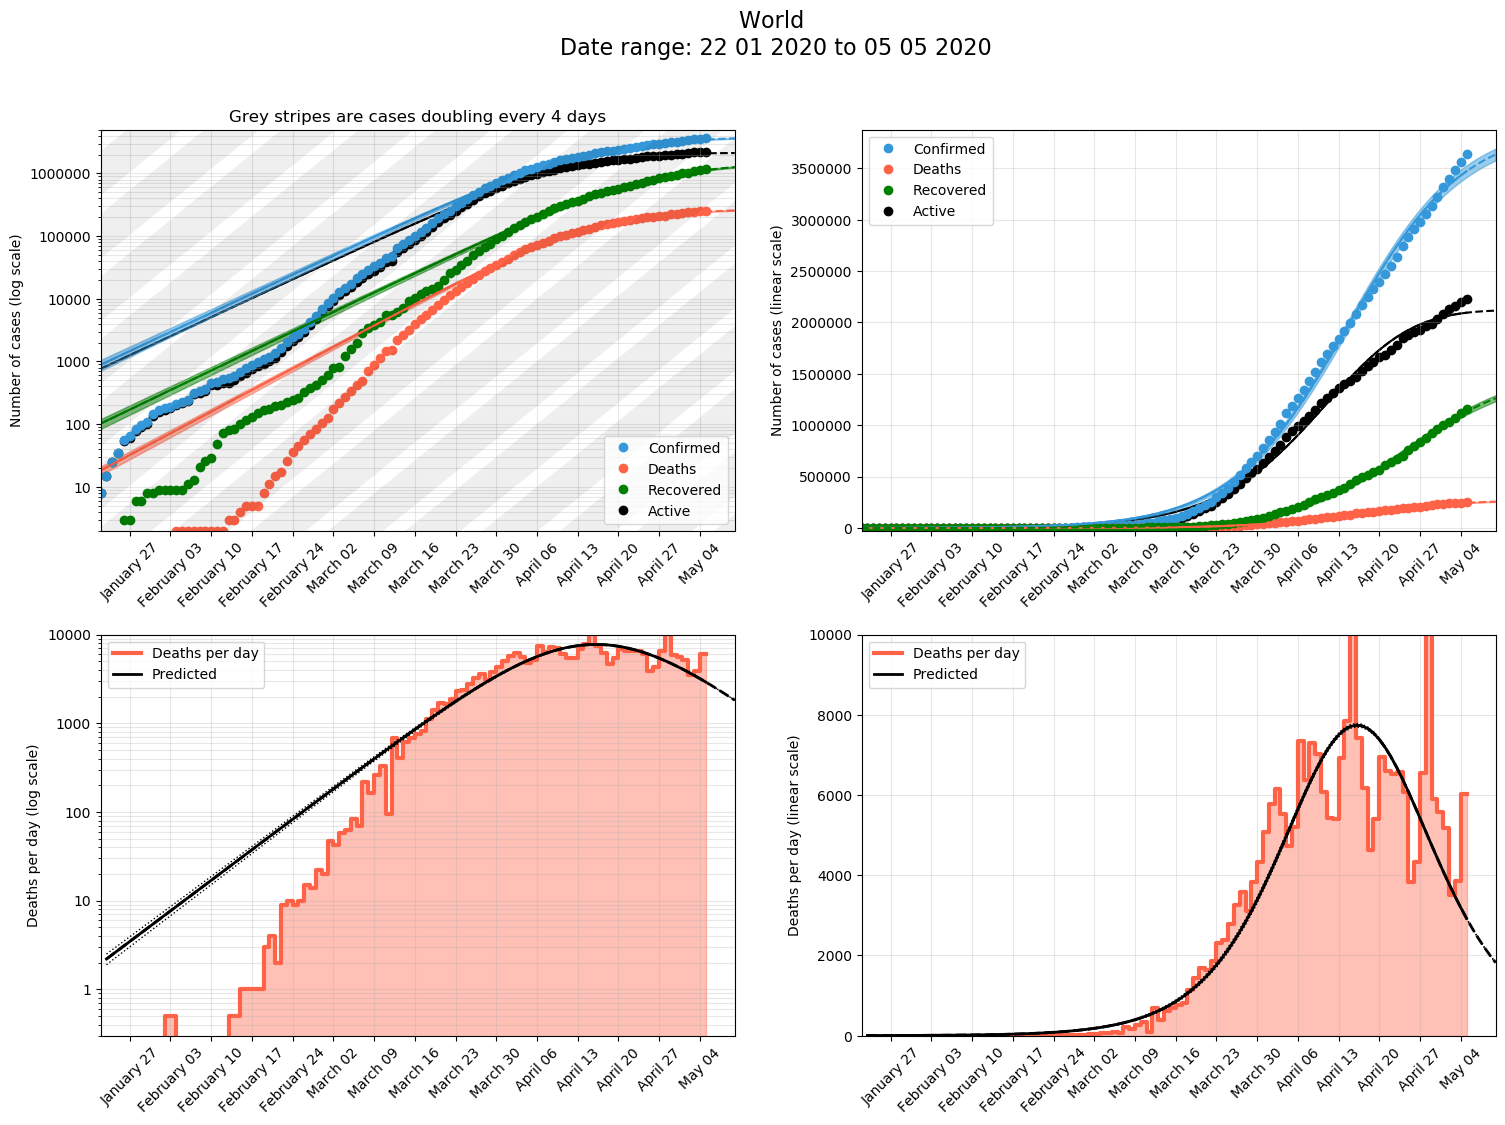 World
Date range: 22 01 2020 to 05 05 2020
Grey stripes are cases doubling every 4 days
Number of cases (log scale)
1000000
100000
10000
1000
100
10
Confirmed
Deaths
Recovered
Active
January 27
February 03
February 10
February 17
February 24
March 02
March 09
March 16
March 23
March 30
April 06
April 13
April 20
April 27
May 04
Number of cases (linear scale)
3500000
3000000
2500000
2000000
1500000
1000000
500000
0
Confirmed
Deaths
Recovered
Active
January 27
February 03
February 10
February 17
February 24
March 02
March 09
March 16
March 23
March 30
April 06
April 13
April 20
April 27
May 04
Deaths per day (log scale)
10000
1000
100
10
1
Deaths per day
Predicted
January 27
February 03
February 10
February 17
February 24
March 02
March 09
March 16
March 23
March 30
April 06
April 13
April 20
April 27
May 04
Deaths per day (linear scale)
10000
8000
6000
4000
2000
0
Deaths per day
Predicted
January 27
February 03
February 10
February 17
February 24
March 02
March 09
March 16
March 23
March 30
April 06
April 13
April 20
April 27
May 04